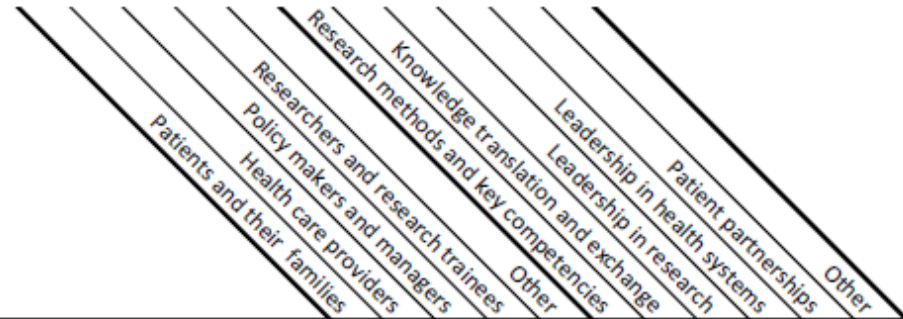 Patients and their families
Health care providers
Policy makers and managers
Researchers and research trainees
Other
Research methods and key competencies
Knowledge translation and exchange
Leadership in research
Leadership in health systems
Patient partnerships
Other